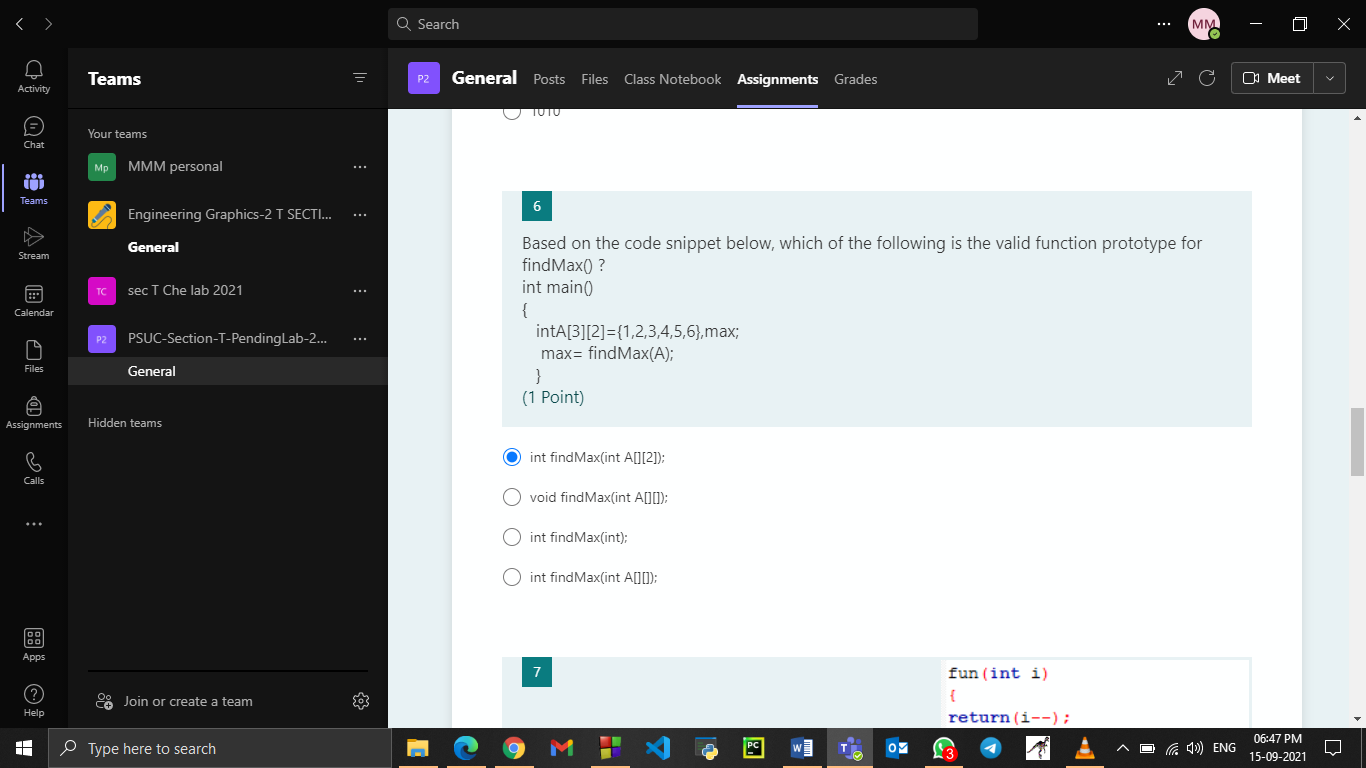 Search
MM
Activity
Chat
Teams
Stream
Calendar
Files
Assignments
Calls
Apps
Help
Teams
Your teams
Mp MMM personal
Engineering Graphics-2 T SECTI...
General
TC sec T Che lab 2021
P2 PSUC-Section-T-PendingLab-2...
General
Hidden teams
Join or create a team
P2 General Posts Files Class Notebook Assignments Grades Meet
1010
6
Based on the code snippet below, which of the following is the valid function prototype for
findMax() ?
int main()
{
intA[3][2]={1,2,3,4,5,6},max;
max= findMax(A);
}
(1 Point)
int findMax(int A[][2]);
void findMax(int A[][]);
int findMax(int);
int findMax(int A[][]);
7
fun(int i)
{
return(i--);
Type here to search
PC
3
ENG
06:47 PM
15-09-2021